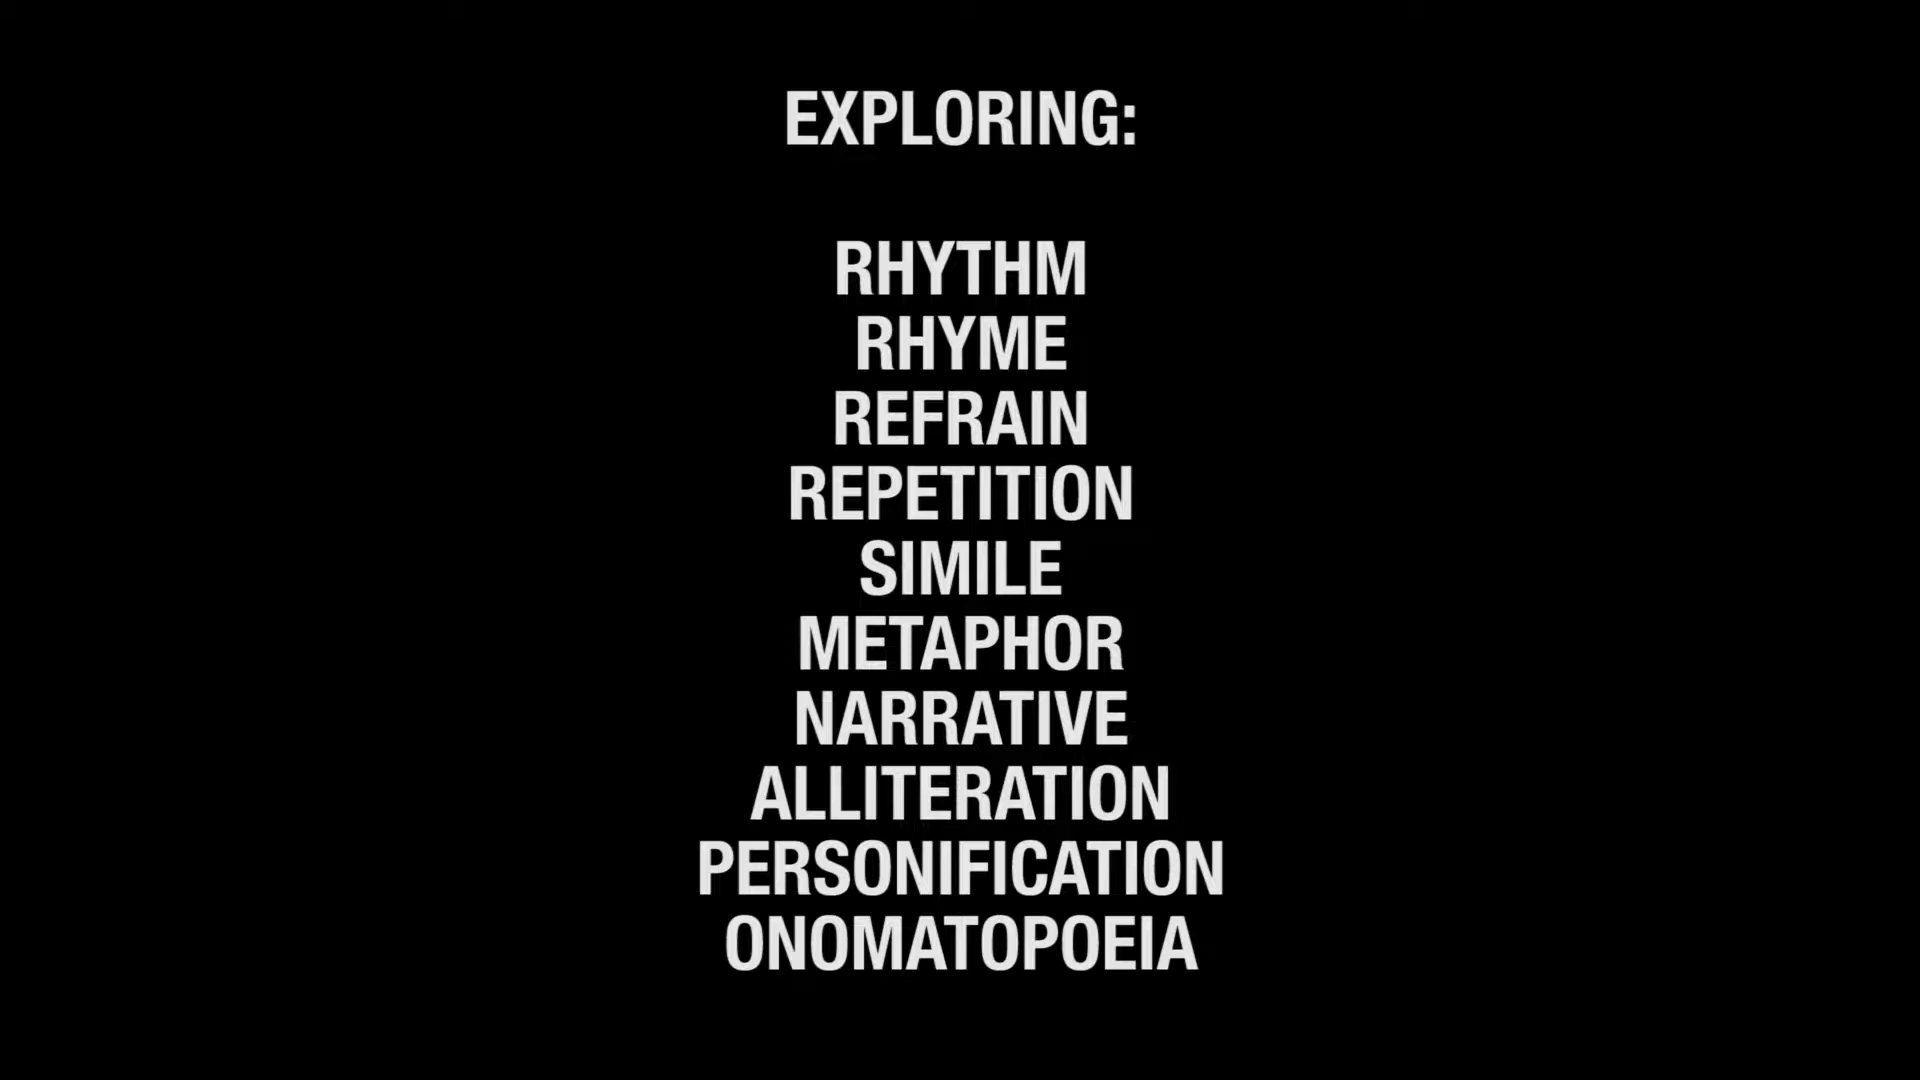 EXPLORING:
RHYTHM
RHYME
REFRAIN
REPETITION
SIMILE
METAPHOR
NARRATIVE
ALLITERATION
PERSONIFICATION
ONOMATOPOEIA